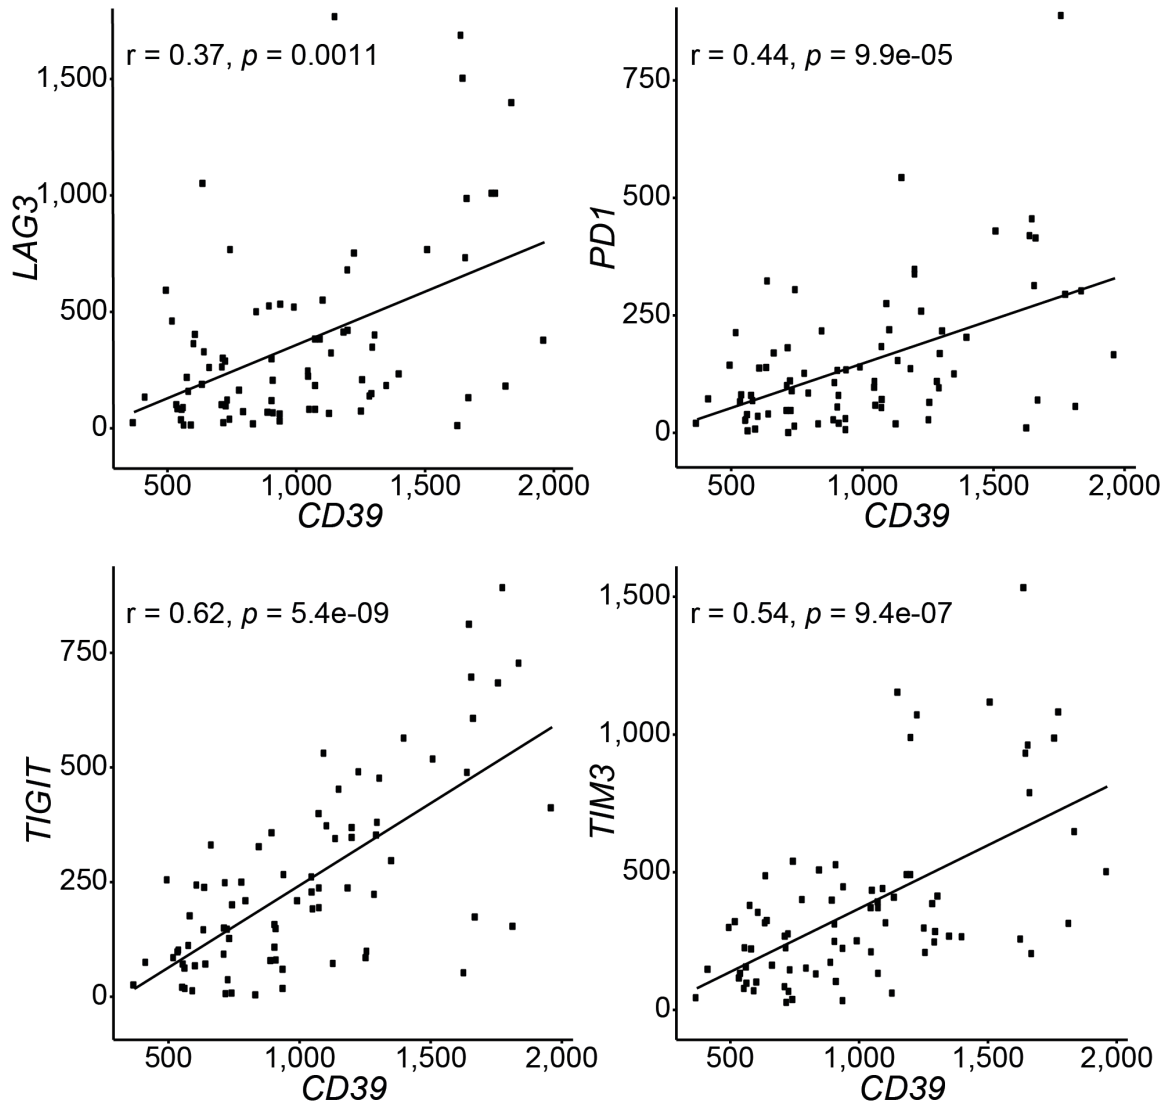 r = 0.37, p = 0.0011
1,500
1,000
500
0
LAG3
500 1,000 1,500 2,000
CD39
r = 0.44, p = 9.9e-05
750
500
250
0
PD1
500 1,000 1,500 2,000
CD39
r = 0.62, p = 5.4e-09
750
500
250
0
TIGIT
500 1,000 1,500 2,000
CD39
r = 0.54, p = 9.4e-07
1,500
1,000
500
0
TIM3
500 1,000 1,500 2,000
CD39